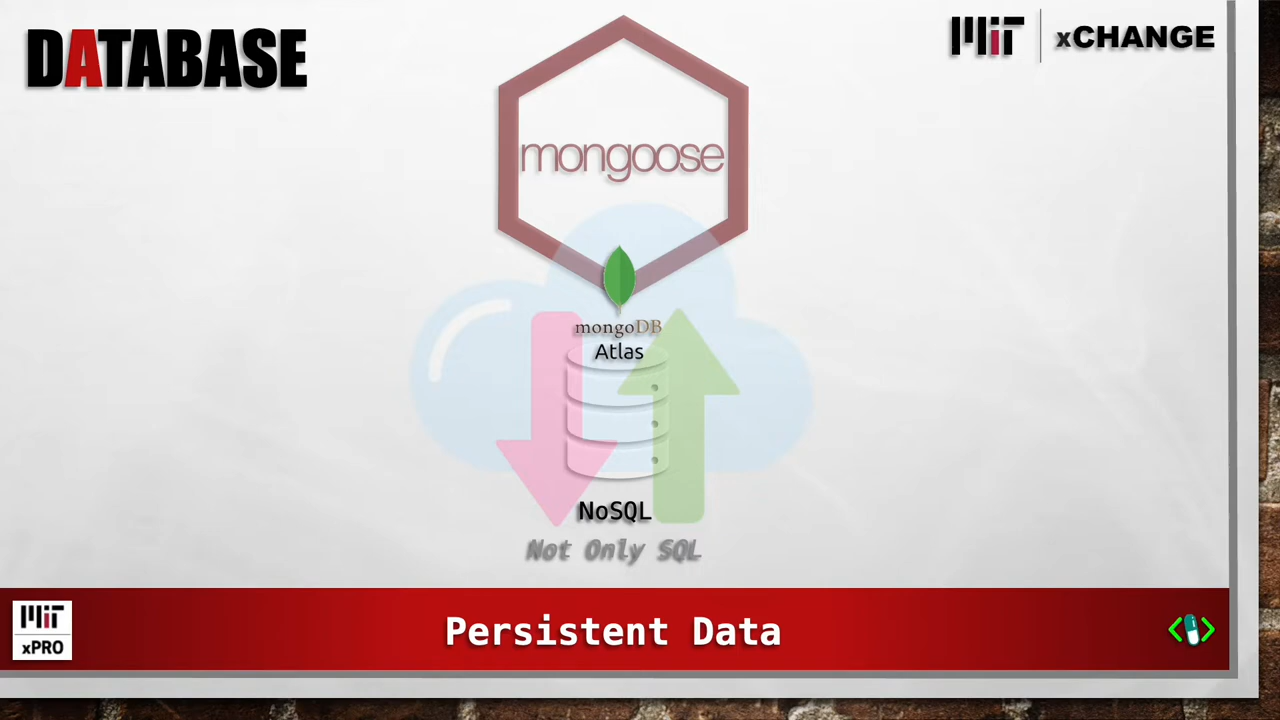 DATABASE
MiT xCHANGE
mongoose
mongoDB
Atlas
NoSQL
Not Only SQL
MiT
xPRO
Persistent Data